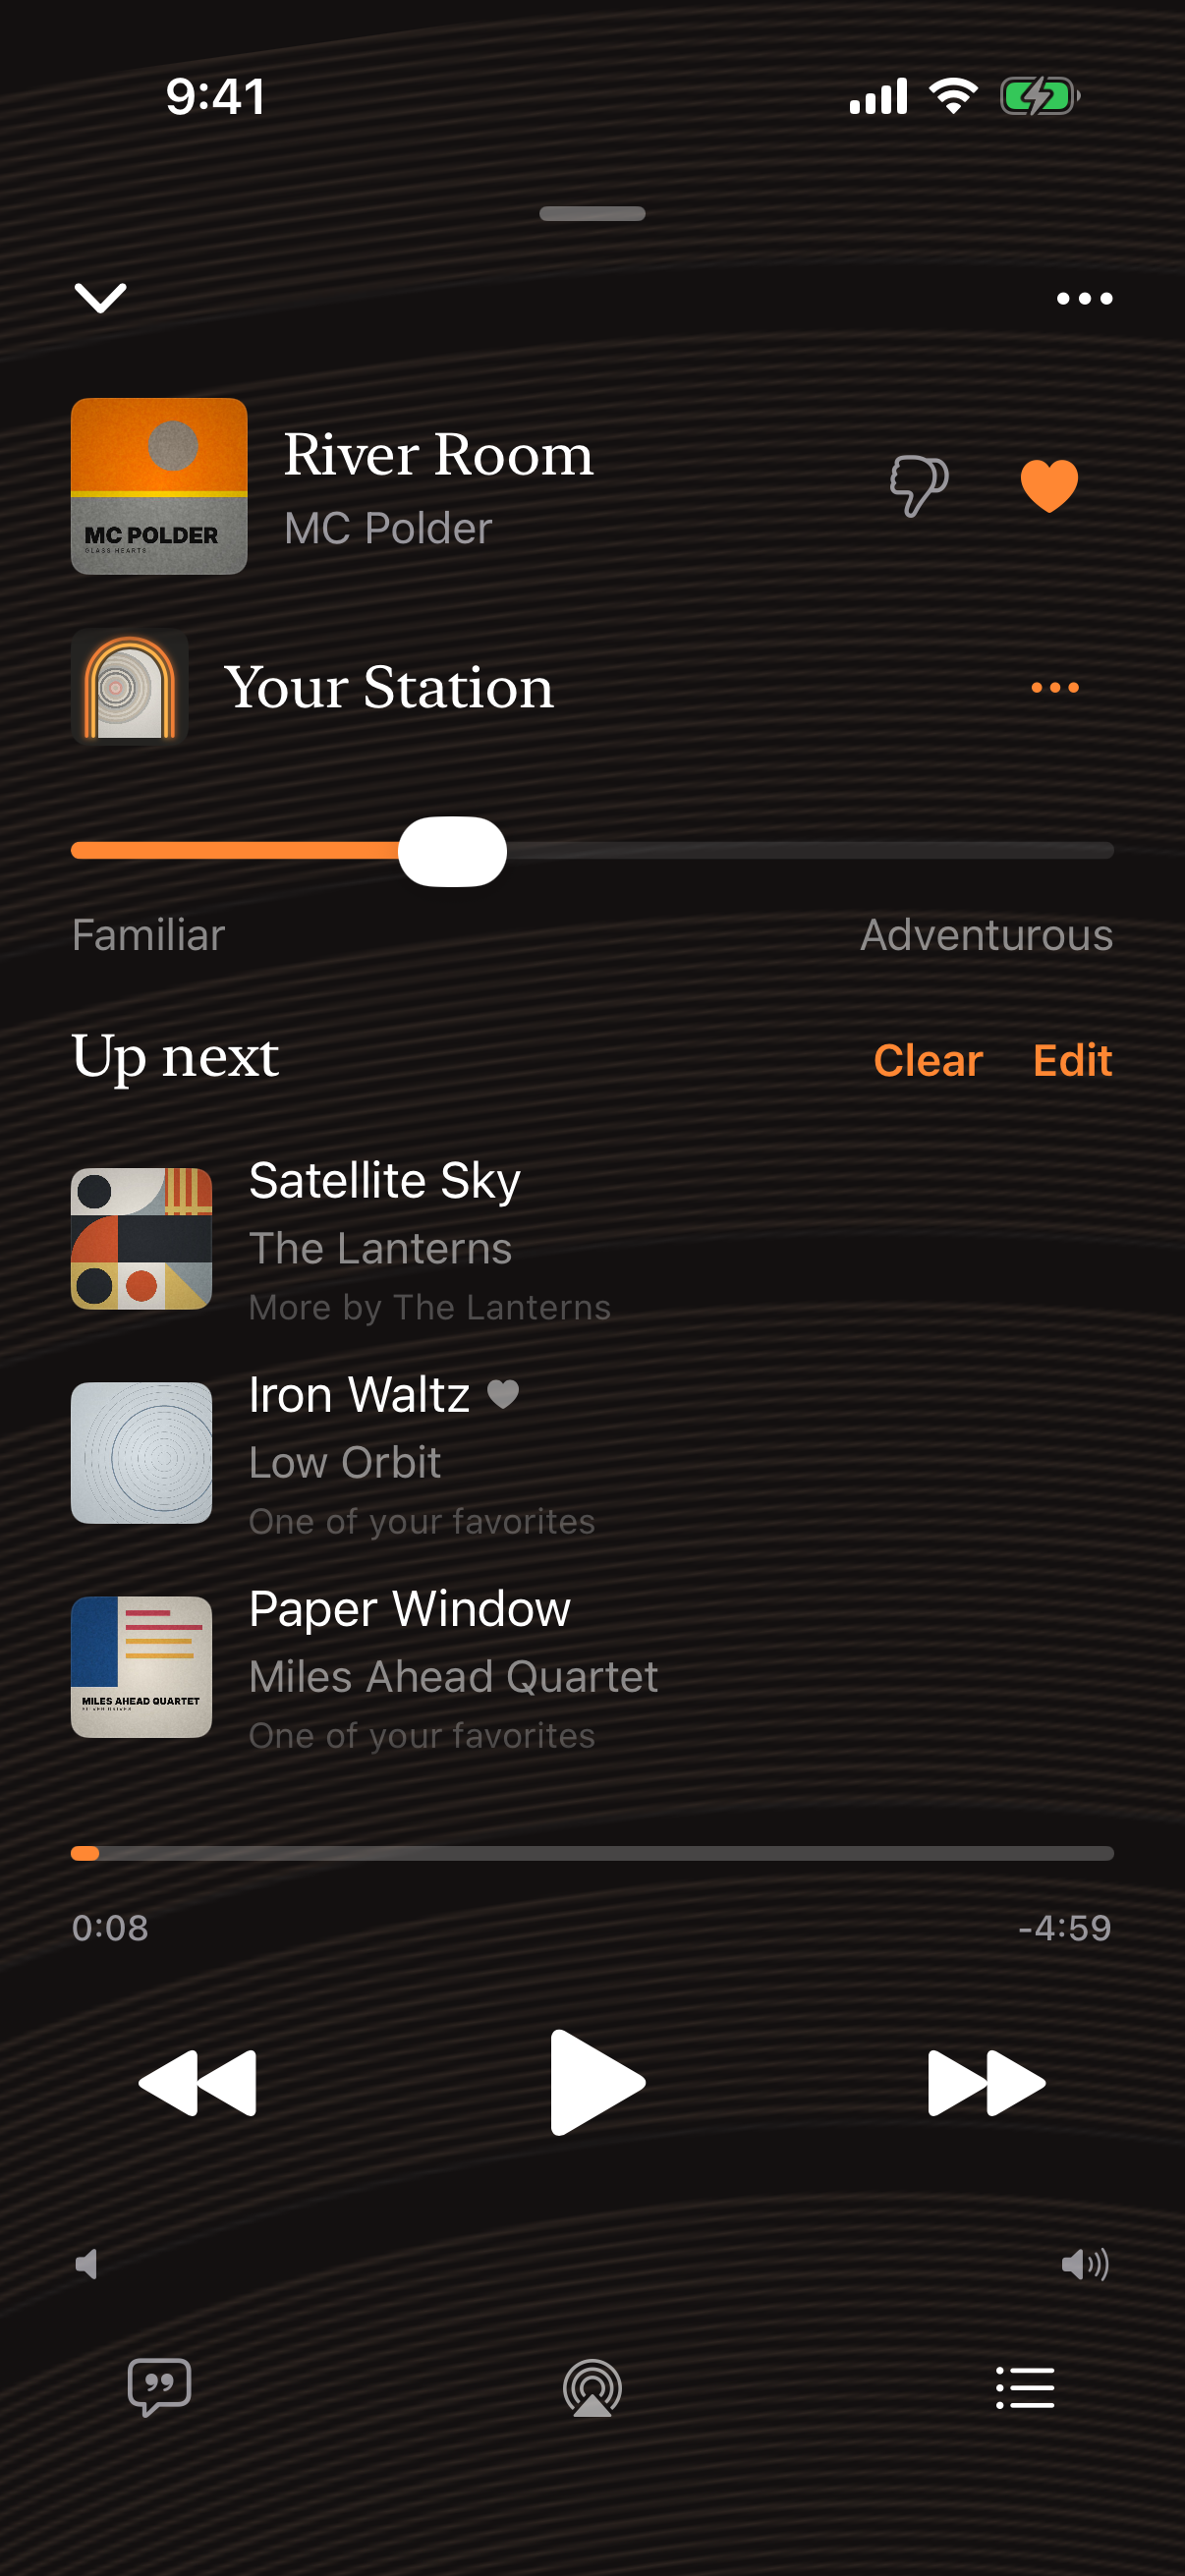 9:41
River Room
MC Polder
MC POLDER
GLASS HEARTS
Your Station
Familiar
Adventurous
Up next
Clear
Edit
Satellite Sky
The Lanterns
More by The Lanterns
Iron Waltz
Low Orbit
One of your favorites
Paper Window
Miles Ahead Quartet
MILES AHEAD QUARTET
One of your favorites
0:08
-4:59